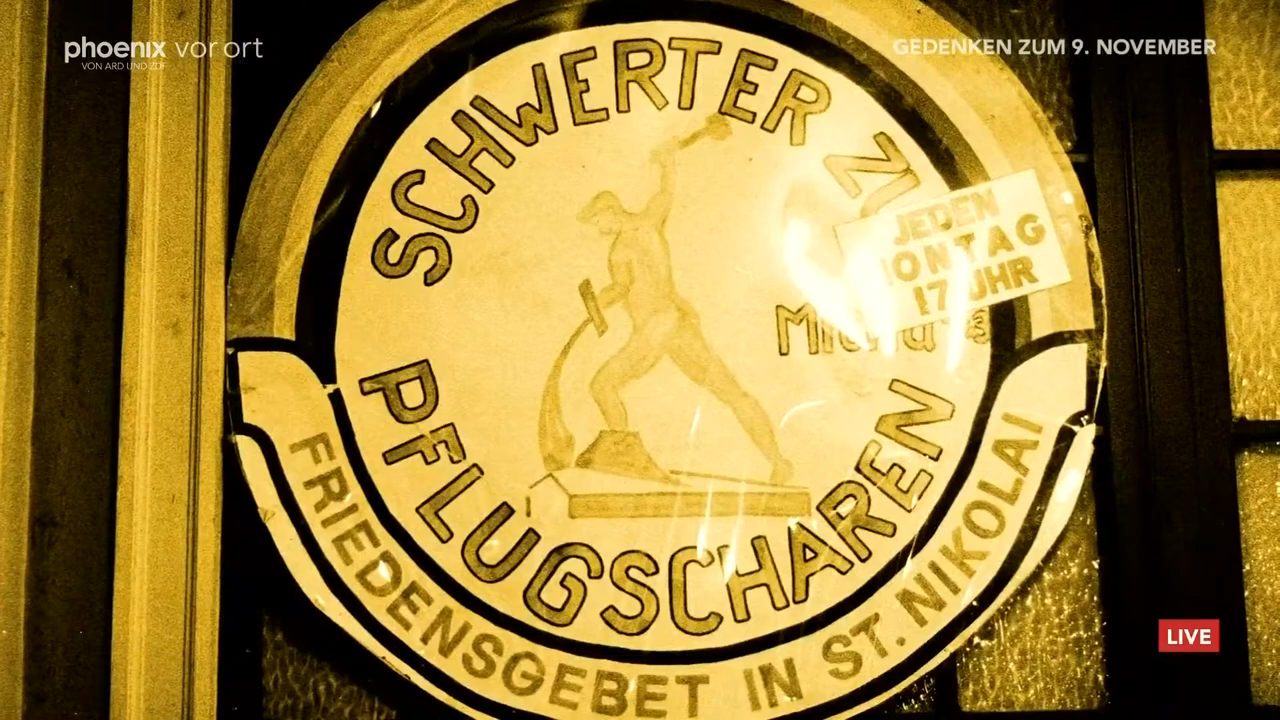 phoenix vor ort
VON ARD UND ZDF
GEDENKEN ZUM 9. NOVEMBER
SCHWERTER ZU
JEDEN
MONTAG
17 UHR
PFLUGSCHAREN
FRIEDENSGEBET IN ST. NIKOLAI
LIVE